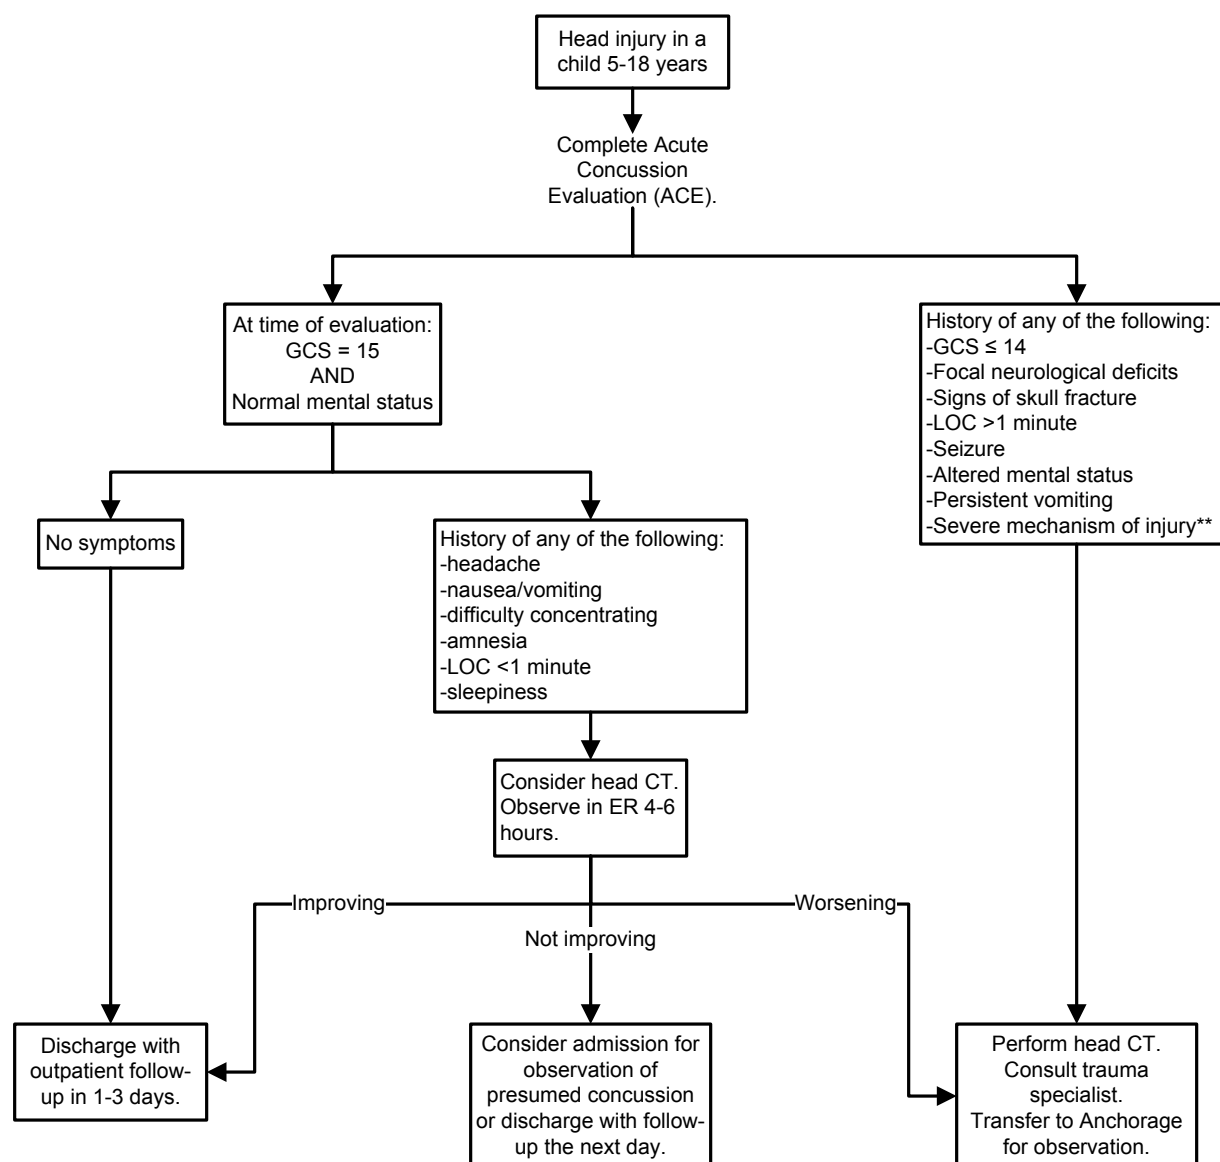 Head injury in a
child 5-18 years
Complete Acute
Concussion
Evaluation (ACE).
At time of evaluation:
GCS = 15
AND
Normal mental status
History of any of the following:
-GCS ≤ 14
-Focal neurological deficits
-Signs of skull fracture
-LOC >1 minute
-Seizure
-Altered mental status
-Persistent vomiting
-Severe mechanism of injury**
No symptoms
History of any of the following:
-headache
-nausea/vomiting
-difficulty concentrating
-amnesia
-LOC <1 minute
-sleepiness
Consider head CT.
Observe in ER 4-6
hours.
Improving
Not improving
Worsening
Discharge with
outpatient follow-
up in 1-3 days.
Consider admission for
observation of
presumed concussion
or discharge with follow-
up the next day.
Perform head CT.
Consult trauma
specialist.
Transfer to Anchorage
for observation.